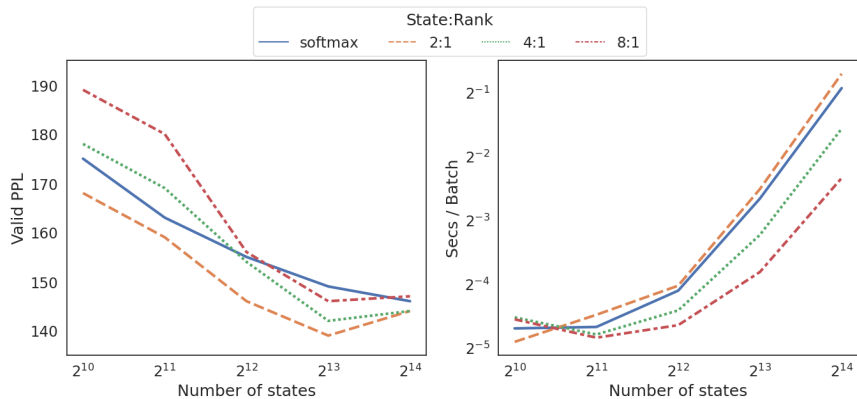 State:Rank
softmax 2:1 4:1 8:1
Valid PPL
190
180
170
160
150
140
2^10 2^11 2^12 2^13 2^14
Number of states
Secs / Batch
2^-1
2^-2
2^-3
2^-4
2^-5
2^10 2^11 2^12 2^13 2^14
Number of states